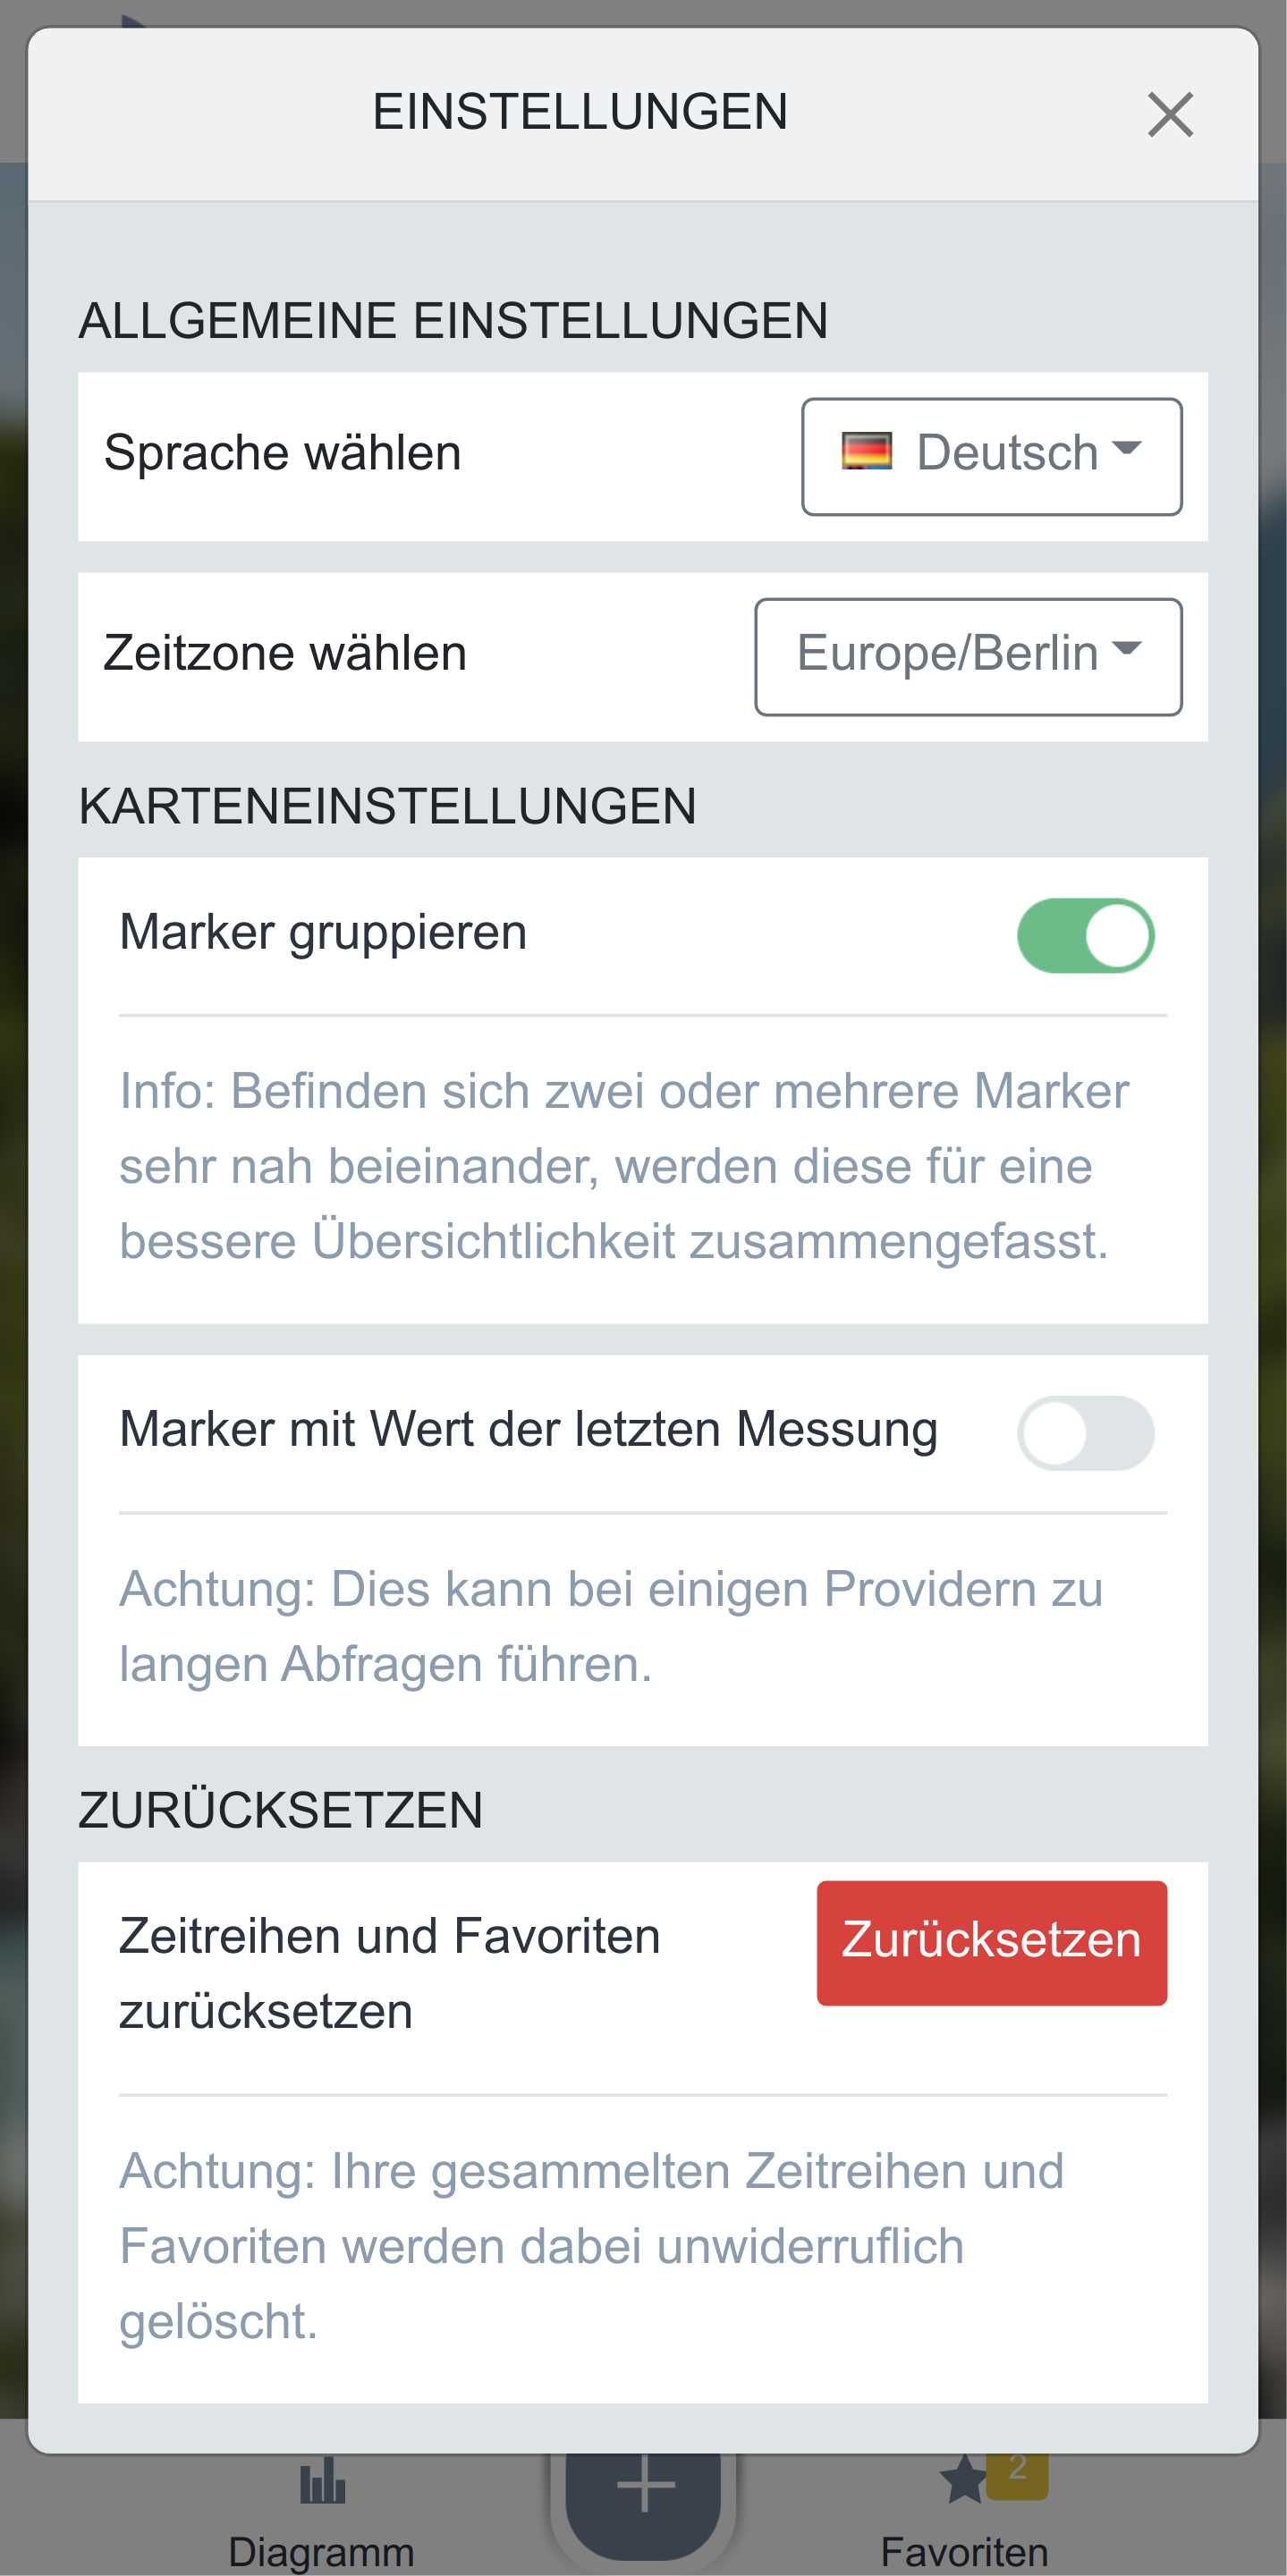 EINSTELLUNGEN
ALLGEMEINE EINSTELLUNGEN
Sprache wählen
Deutsch
Zeitzone wählen
Europe/Berlin
KARTENEINSTELLUNGEN
Marker gruppieren
Info: Befinden sich zwei oder mehrere Marker
sehr nah beieinander, werden diese für eine
bessere Übersichtlichkeit zusammengefasst.
Marker mit Wert der letzten Messung
Achtung: Dies kann bei einigen Providern zu
langen Abfragen führen.
ZURÜCKSETZEN
Zeitreihen und Favoriten
zurücksetzen
Zurücksetzen
Achtung: Ihre gesammelten Zeitreihen und
Favoriten werden dabei unwiderruflich
gelöscht.
2
Diagramm
Favoriten